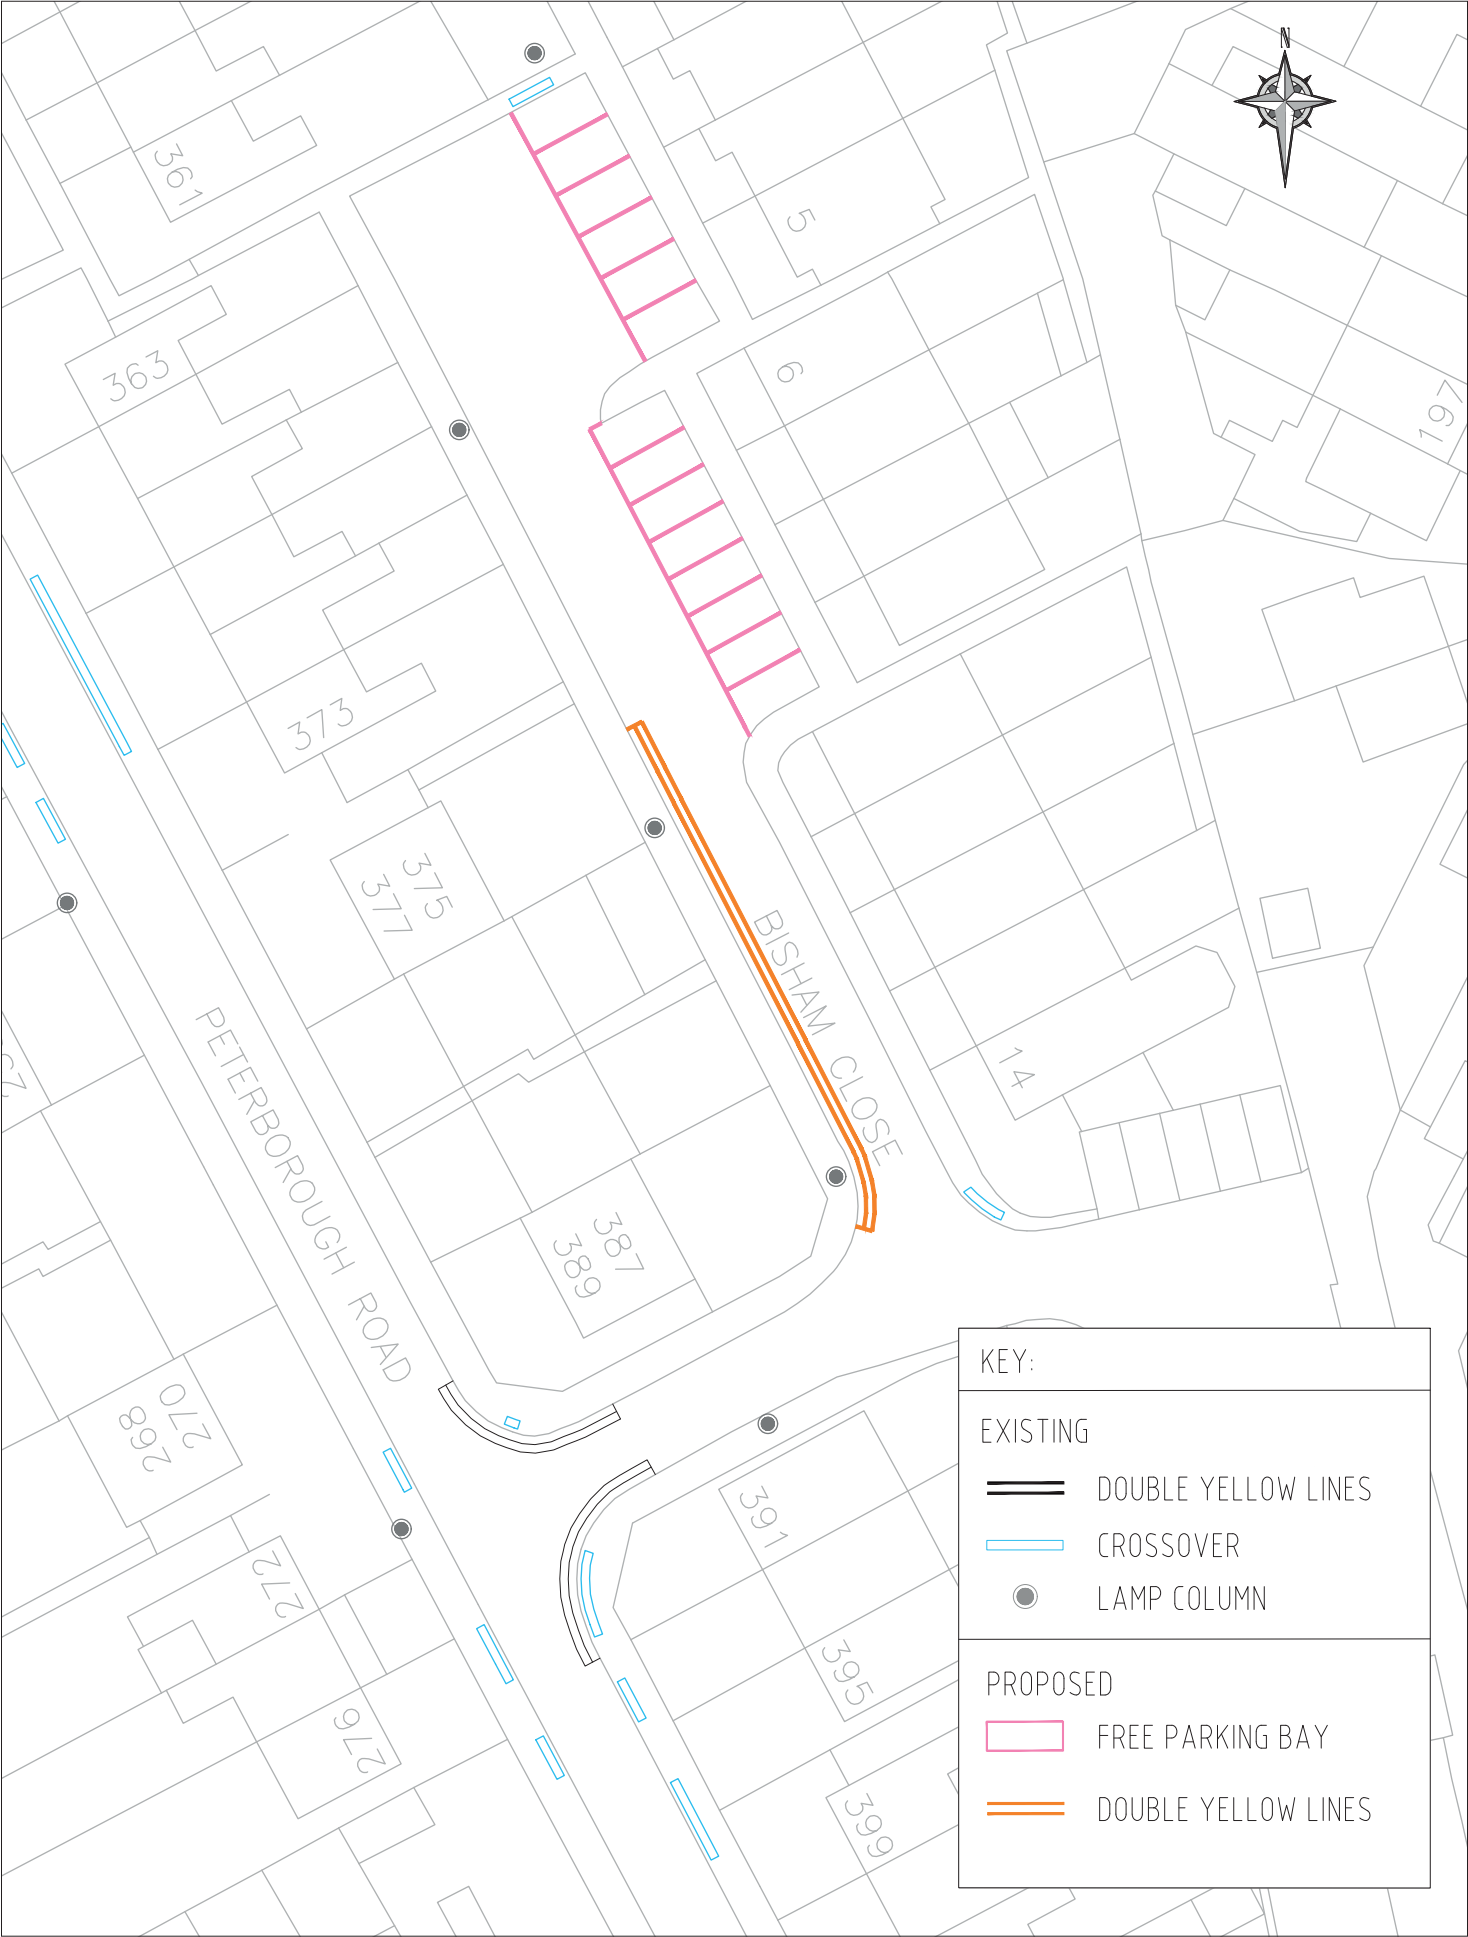 N
361
5
363
6
197
373
375
377
BISHAM CLOSE
PETERBOROUGH ROAD
14
387
389
270
268
391
272
395
276
399
KEY:
EXISTING
DOUBLE YELLOW LINES
CROSSOVER
LAMP COLUMN
PROPOSED
FREE PARKING BAY
DOUBLE YELLOW LINES